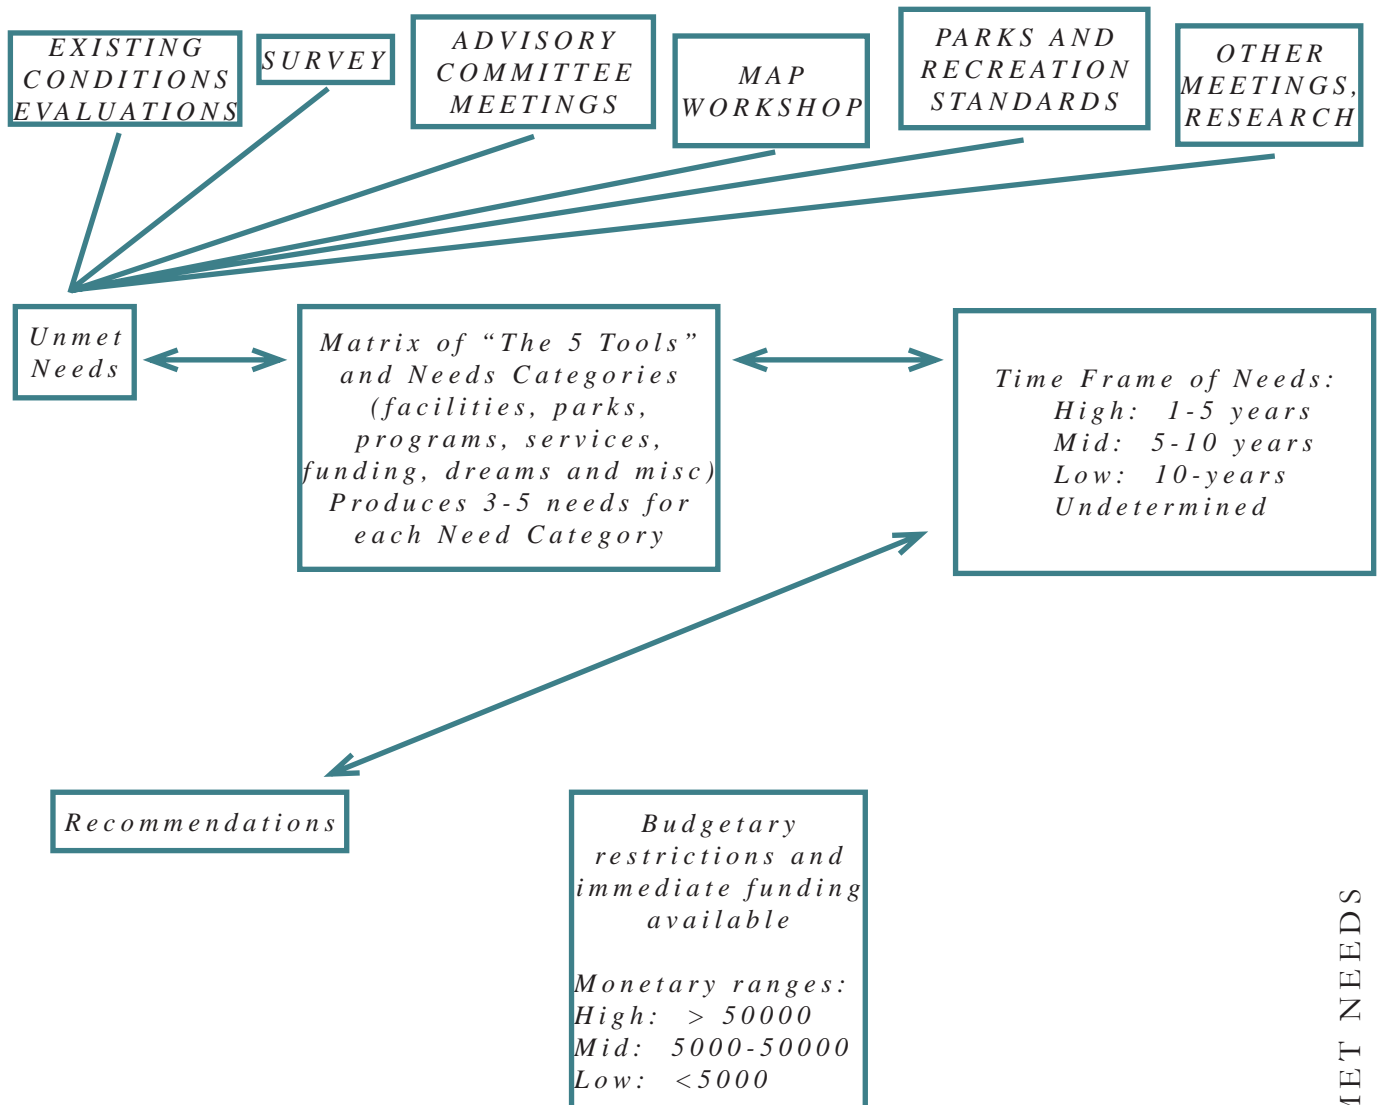 EXISTING
CONDITIONS
EVALUATIONS
SURVEY
ADVISORY
COMMITTEE
MEETINGS
MAP
WORKSHOP
PARKS AND
RECREATION
STANDARDS
OTHER
MEETINGS,
RESEARCH
Unmet
Needs
Matrix of “The 5 Tools”
and Needs Categories
(facilities, parks,
programs, services,
funding, dreams and misc)
Produces 3-5 needs for
each Need Category
Time Frame of Needs:
High: 1-5 years
Mid: 5-10 years
Low: 10-years
Undetermined
Recommendations
Budgetary
restrictions and
immediate funding
available
Monetary ranges:
High: > 50000
Mid: 5000-50000
Low: <5000
NEEDS